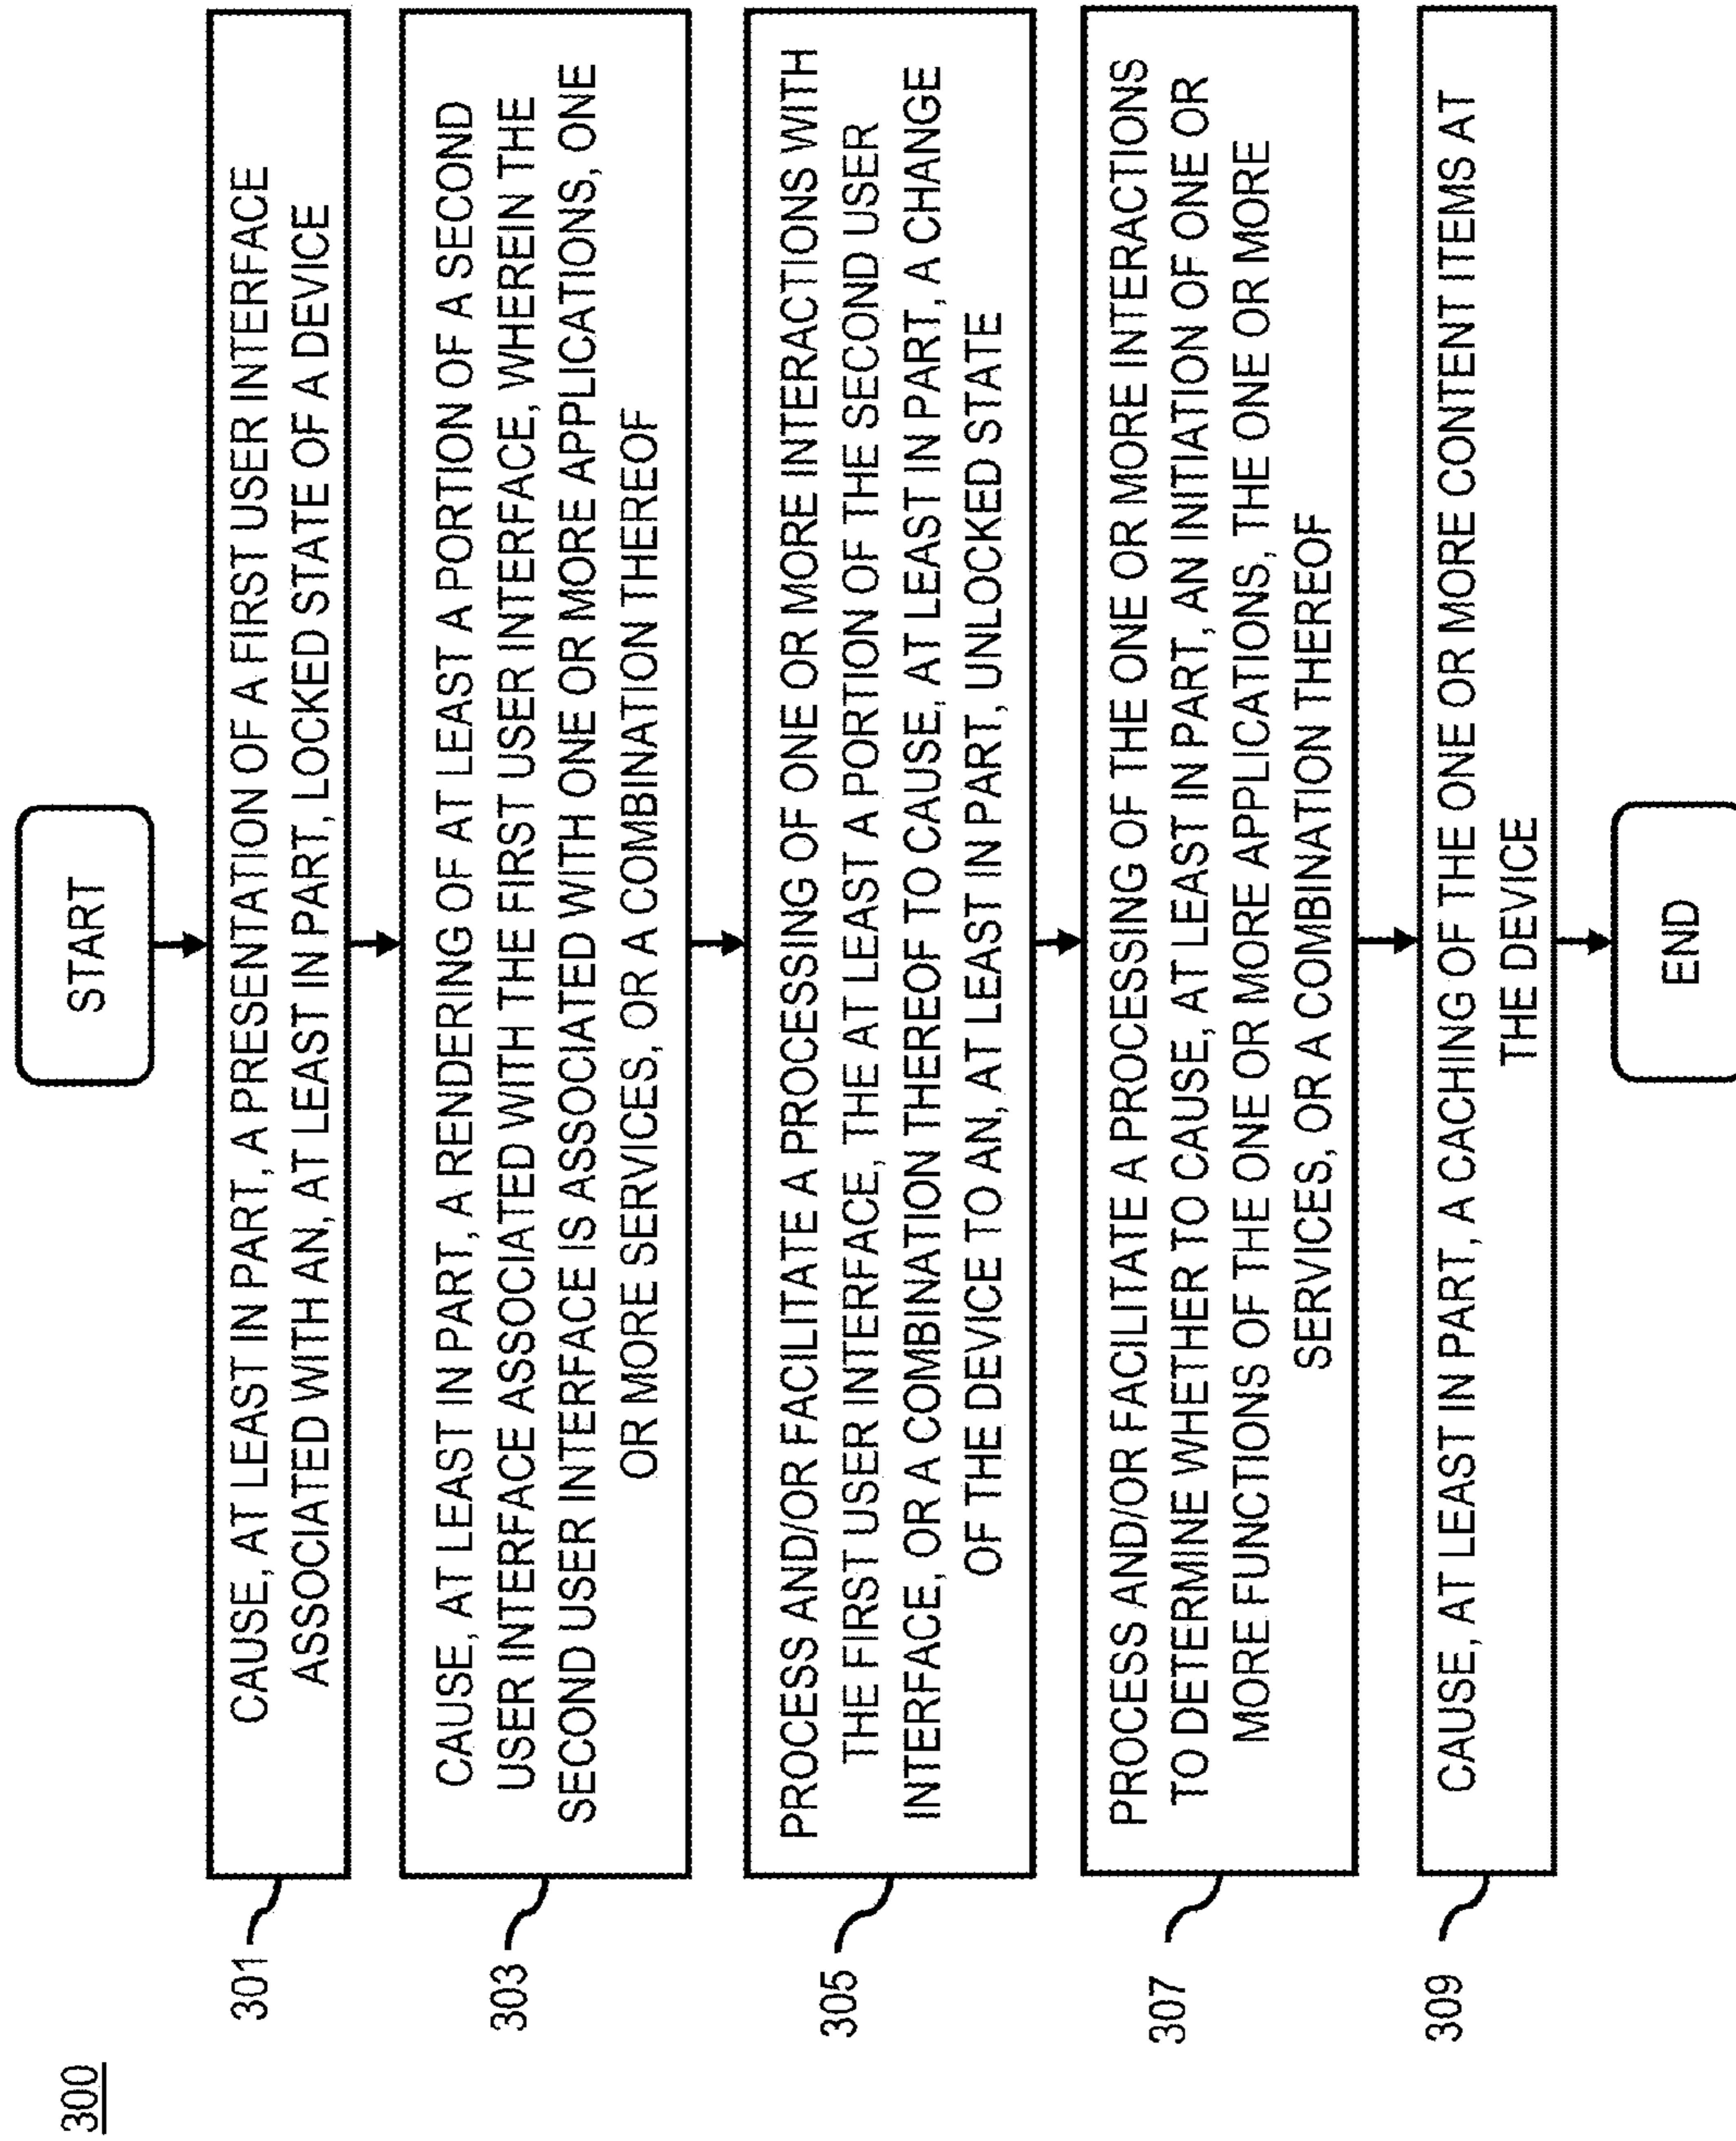 300
START
301
CAUSE, AT LEAST IN PART, A PRESENTATION OF A FIRST USER INTERFACE
ASSOCIATED WITH AN, AT LEAST IN PART, LOCKED STATE OF A DEVICE
303
CAUSE, AT LEAST IN PART, A RENDERING OF AT LEAST A PORTION OF A SECOND
USER INTERFACE ASSOCIATED WITH THE FIRST USER INTERFACE, WHEREIN THE
SECOND USER INTERFACE IS ASSOCIATED WITH ONE OR MORE APPLICATIONS, ONE
OR MORE SERVICES, OR A COMBINATION THEREOF
305
PROCESS AND/OR FACILITATE A PROCESSING OF ONE OR MORE INTERACTIONS WITH
THE FIRST USER INTERFACE, THE AT LEAST A PORTION OF THE SECOND USER
INTERFACE, OR A COMBINATION THEREOF TO CAUSE, AT LEAST IN PART, A CHANGE
OF THE DEVICE TO AN, AT LEAST IN PART, UNLOCKED STATE
307
PROCESS AND/OR FACILITATE A PROCESSING OF THE ONE OR MORE INTERACTIONS
TO DETERMINE WHETHER TO CAUSE, AT LEAST IN PART, AN INITIATION OF ONE OR
MORE FUNCTIONS OF THE ONE OR MORE APPLICATIONS, THE ONE OR MORE
SERVICES, OR A COMBINATION THEREOF
309
CAUSE, AT LEAST IN PART, A CACHING OF THE ONE OR MORE CONTENT ITEMS AT
THE DEVICE
END